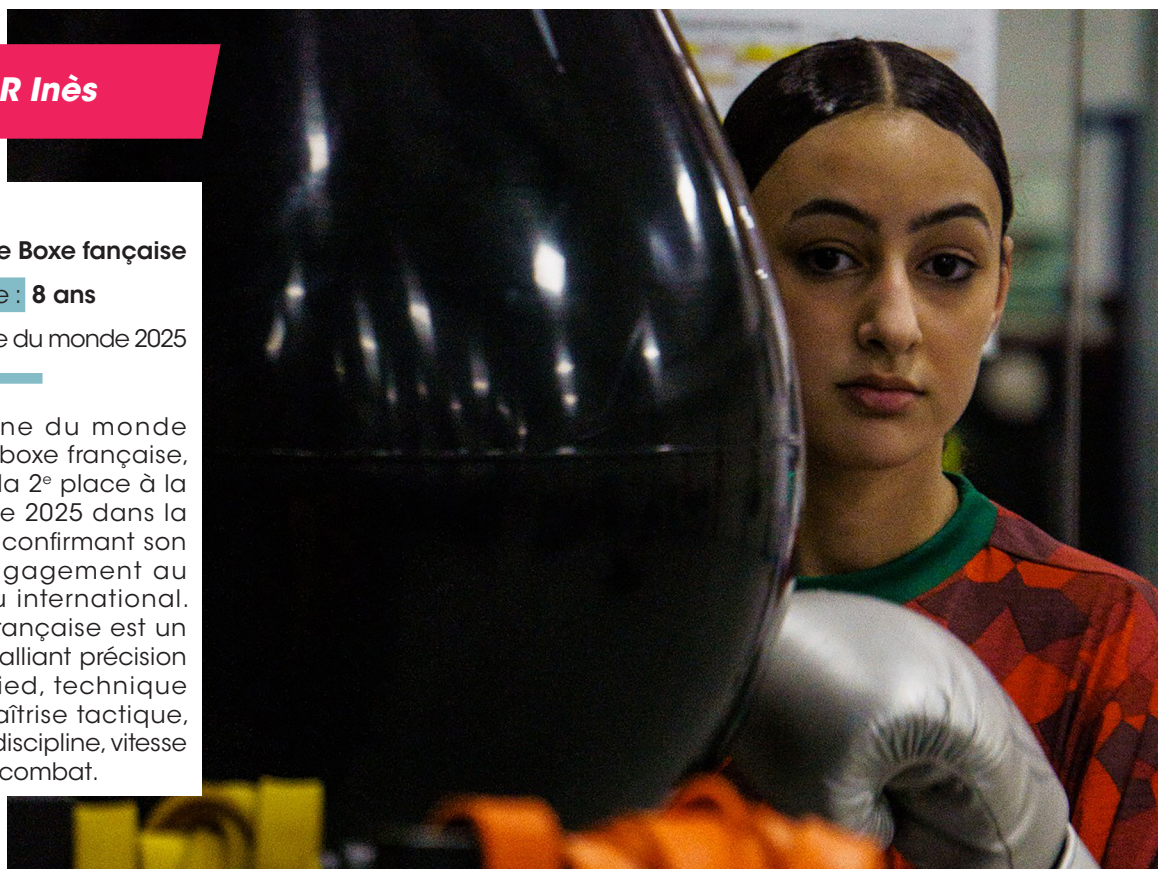 R Inès
e Boxe fançaise
e : 8 ans
e du monde 2025
ne du monde
boxe française,
la 2e place à la
e 2025 dans la
confirmant son
gagement au
u international.
rançaise est un
alliant précision
ied, technique
aîtrise tactique,
discipline, vitesse
combat.